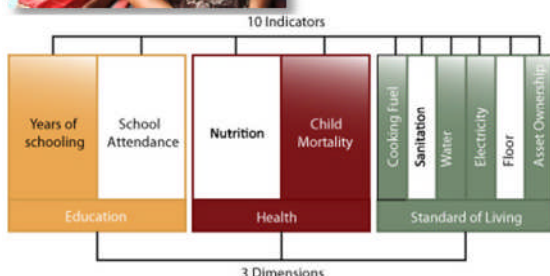 10 Indicators
Years of
schooling
School
Attendance
Nutrition
Child
Mortality
Cooking Fuel
Sanitation
Water
Electricity
Floor
Asset Ownership
Education
Health
Standard of Living
3 Dimensions